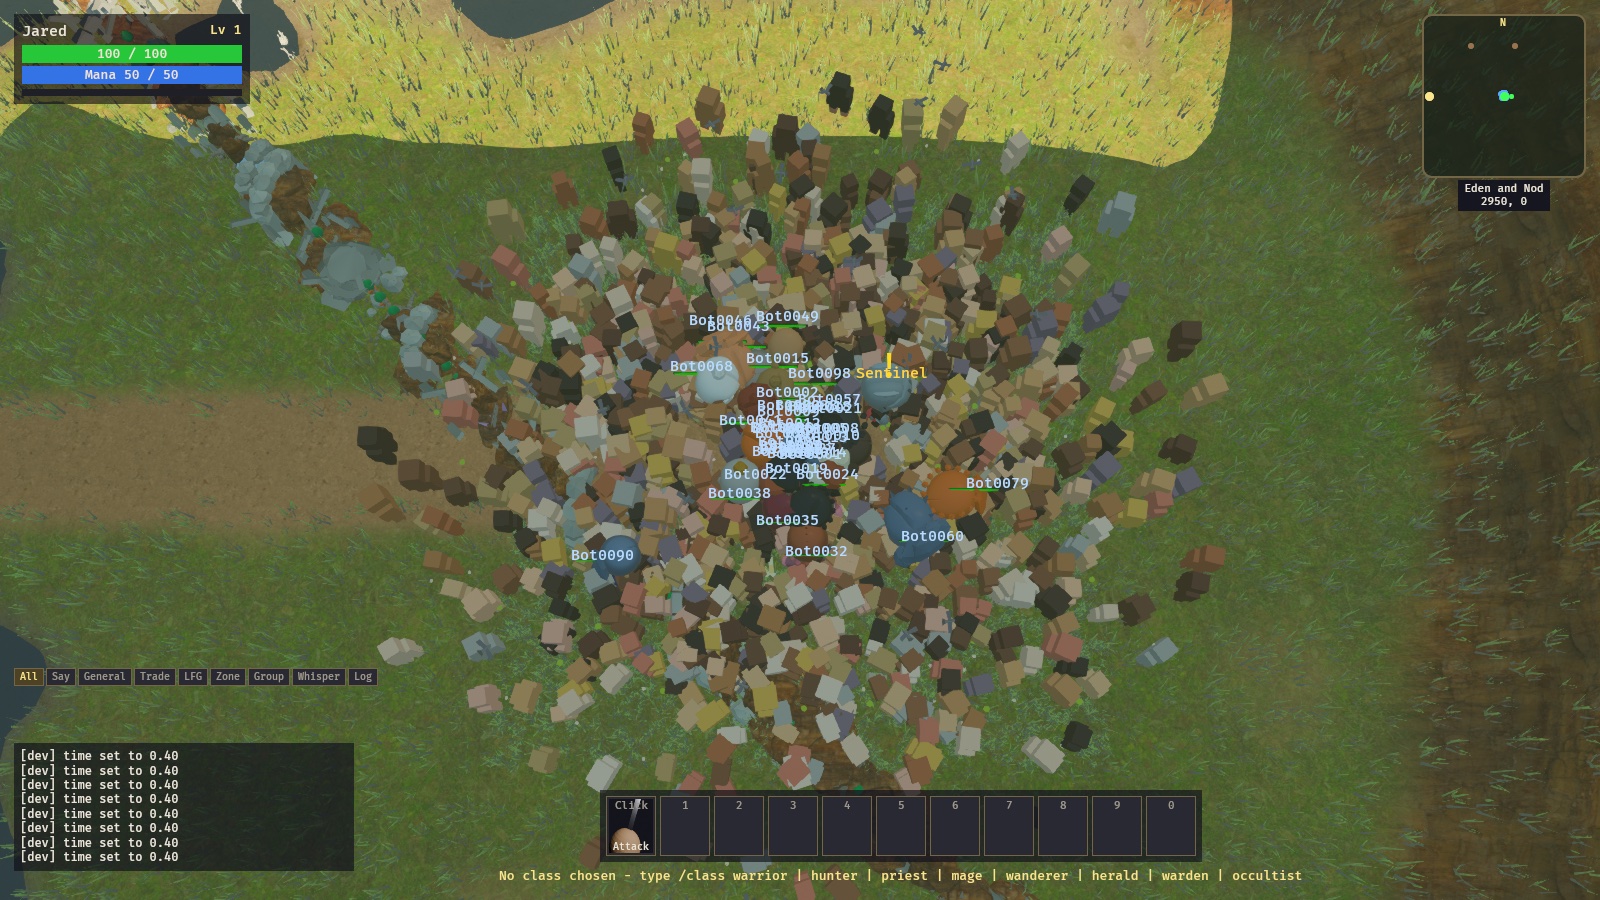 Jared Lv 1
100 / 100
Mana 50 / 50
N
Eden and Nod
2950, 0
Bot0049
Bot0043
Bot0015
Bot0068
Bot0098
Sentinel
Bot0002
Bot0057
Bot0019
Bot0022
Bot0024
Bot0079
Bot0038
Bot0035
Bot0060
Bot0032
Bot0090
All Say General Trade LFG Zone Group Whisper Log
[dev] time set to 0.40
[dev] time set to 0.40
[dev] time set to 0.40
[dev] time set to 0.40
[dev] time set to 0.40
[dev] time set to 0.40
[dev] time set to 0.40
[dev] time set to 0.40
Click 1 2 3 4 5 6 7 8 9 0
Attack
No class chosen - type /class warrior | hunter | priest | mage | wanderer | herald | warden | occultist